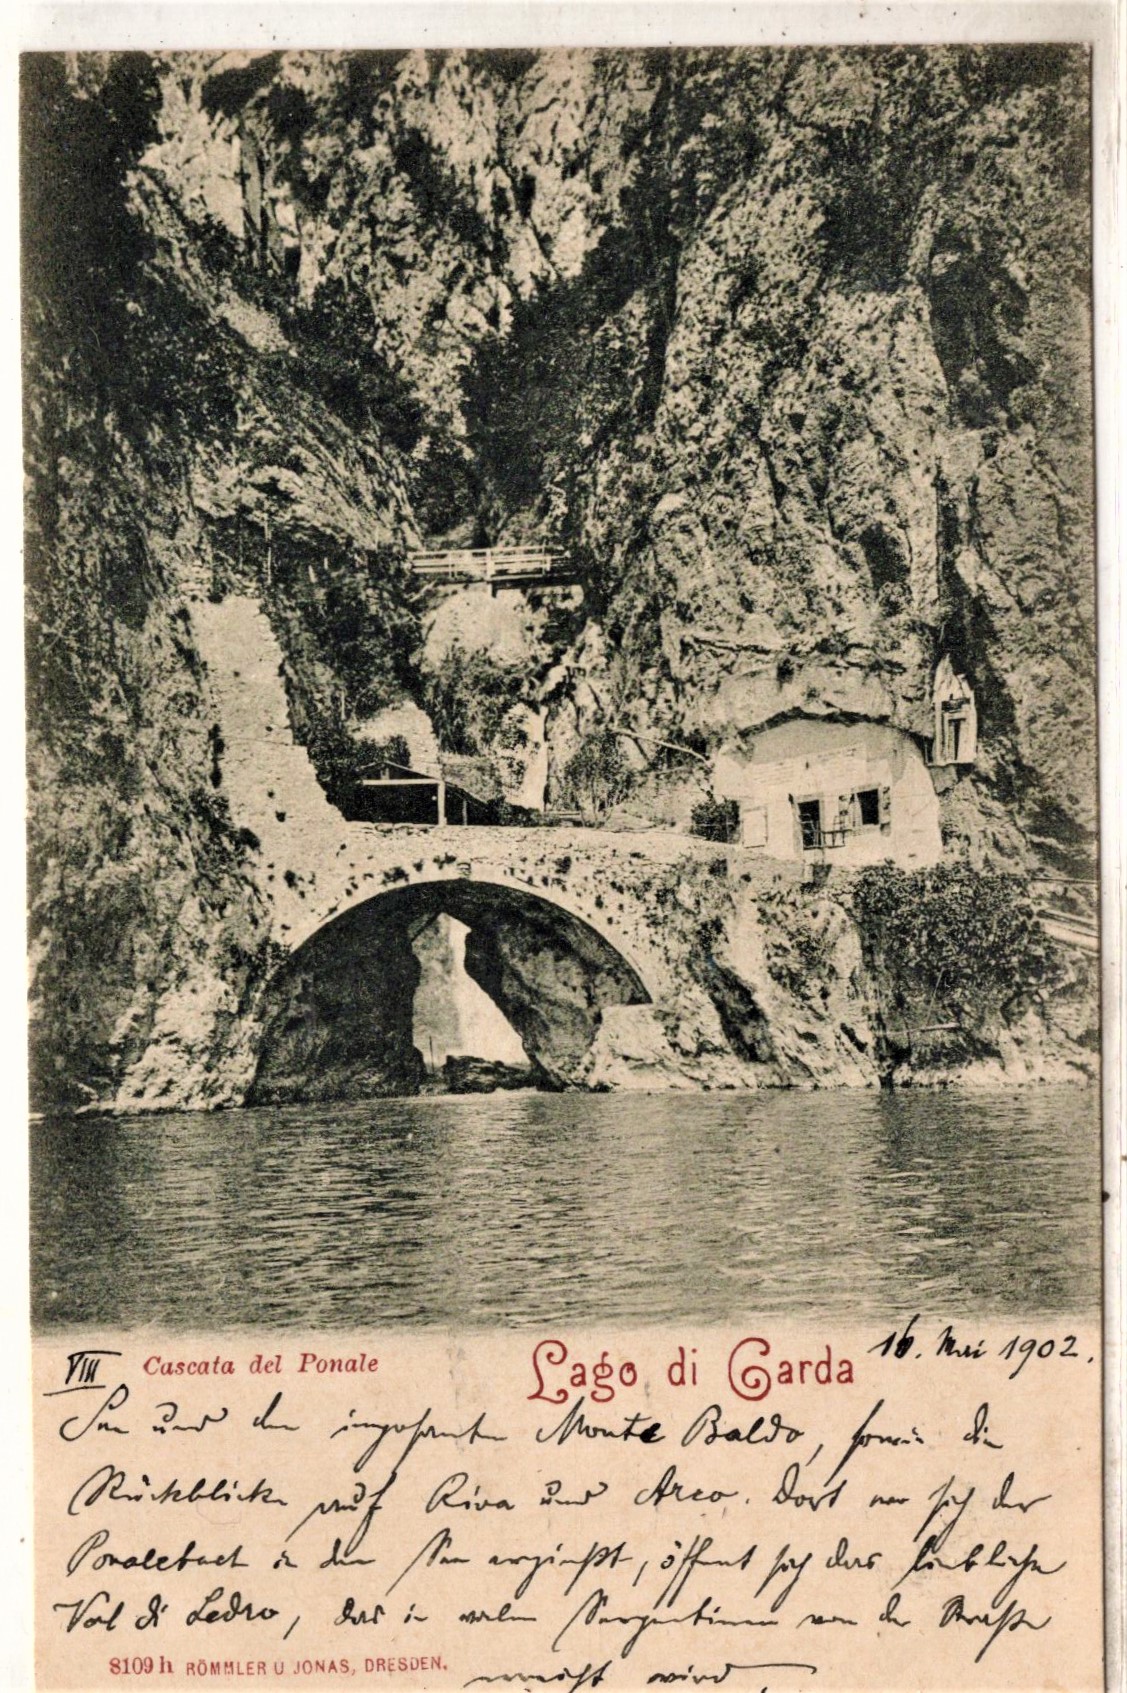 VIII Cascata del Ponale Lago di Garda 16. Mai 1902.
See und den imposanten Monte Baldo, sowie die
Rückblicke auf Riva und Arco. Dort wo sich der
Ponalebach in den See ergießt, öffnet sich das liebliche
Val di Ledro, das in vielen Serpentinen von der Straße
erreicht wird.
8109 h RÖMMLER U JONAS, DRESDEN.